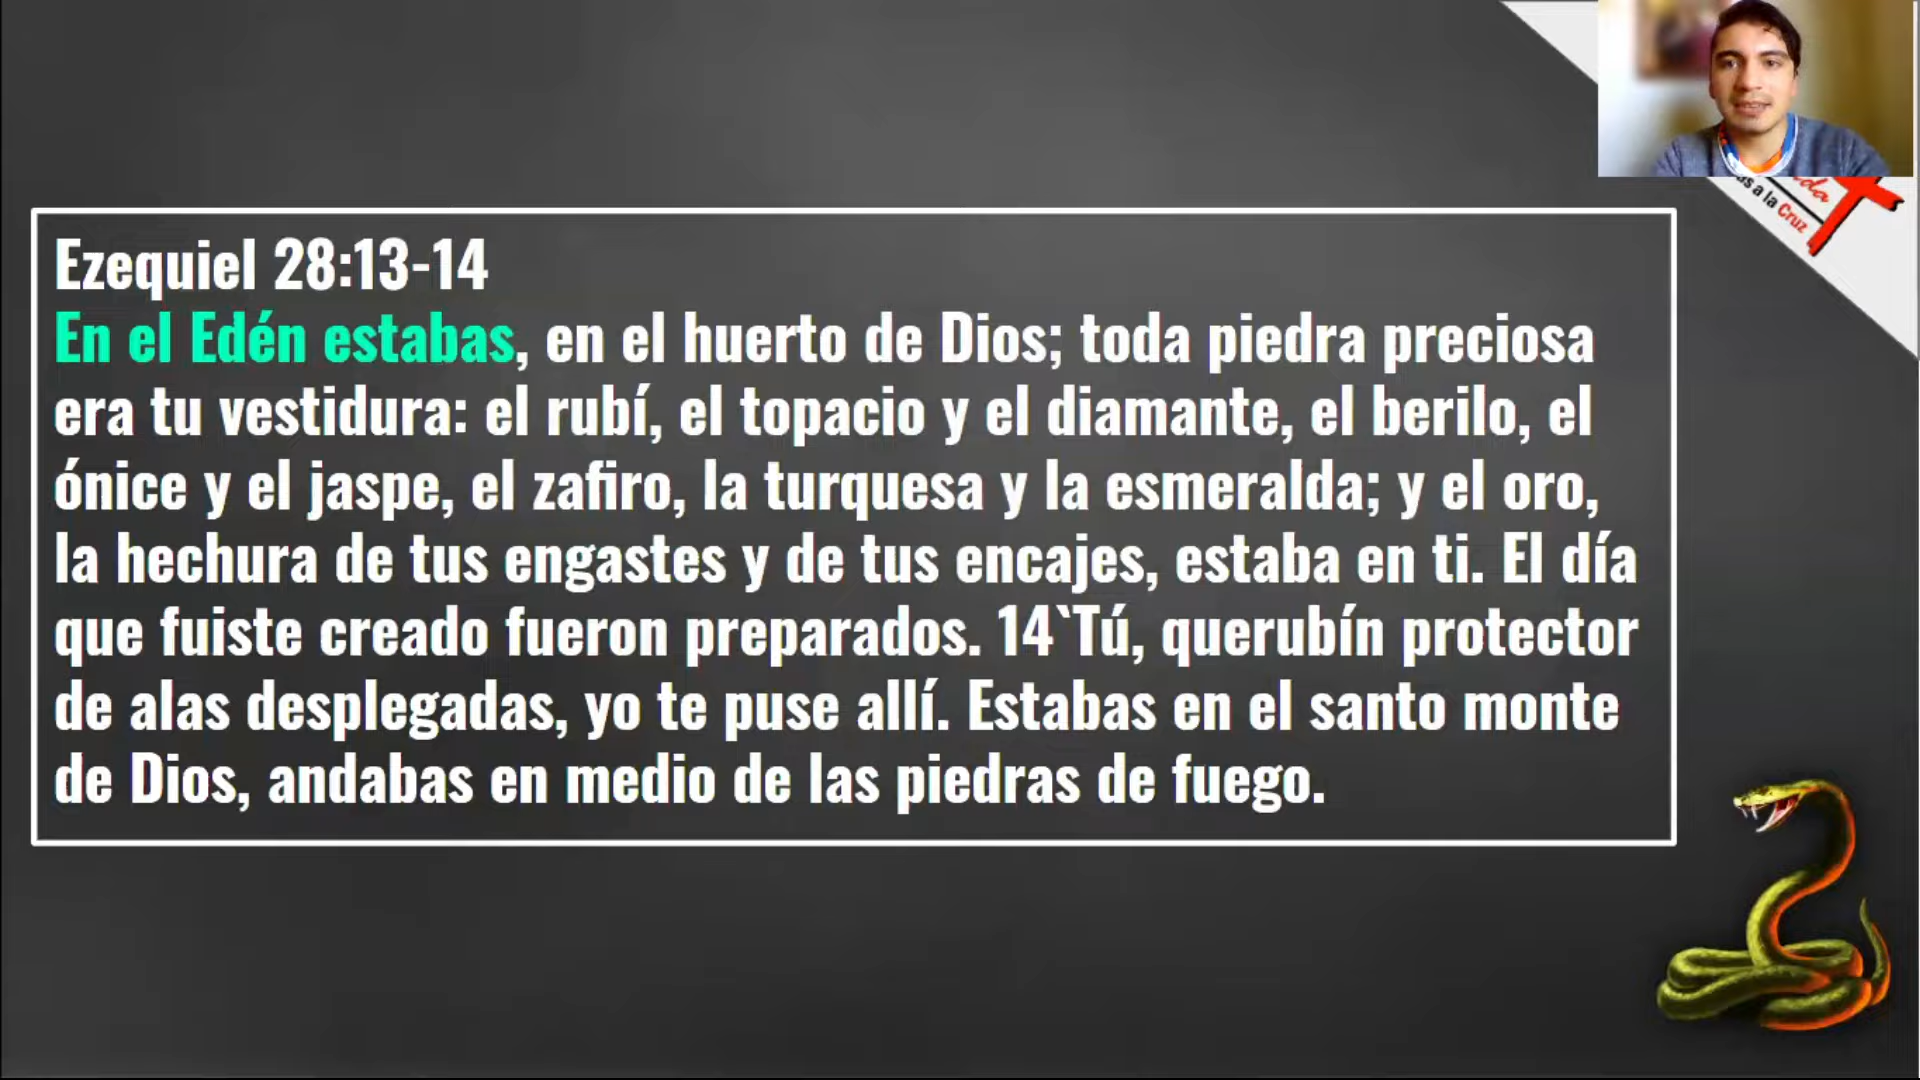 Ezequiel 28:13-14
En el Edén estabas, en el huerto de Dios; toda piedra preciosa
era tu vestidura: el rubí, el topacio y el diamante, el berilo, el
ónice y el jaspe, el zafiro, la turquesa y la esmeralda; y el oro,
la hechura de tus engastes y de tus encajes, estaba en ti. El día
que fuiste creado fueron preparados. 14`Tú, querubín protector
de alas desplegadas, yo te puse allí. Estabas en el santo monte
de Dios, andabas en medio de las piedras de fuego.
a la Cruz